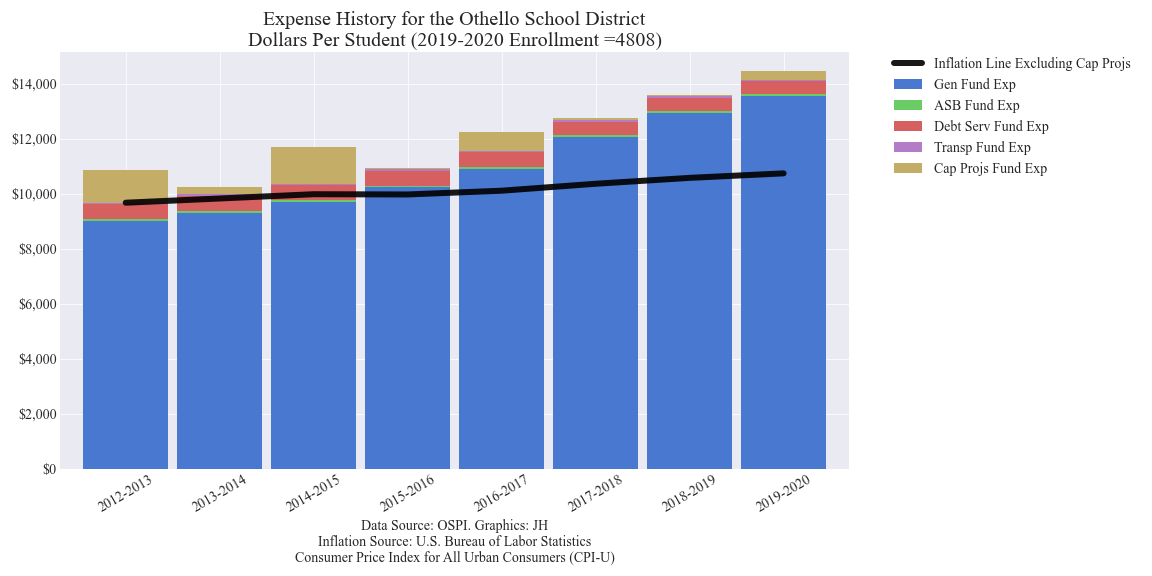 Expense History for the Othello School District
Dollars Per Student (2019-2020 Enrollment =4808)
$14,000
$12,000
$10,000
$8,000
$6,000
$4,000
$2,000
$0
2012-2013
2013-2014
2014-2015
2015-2016
2016-2017
2017-2018
2018-2019
2019-2020
Inflation Line Excluding Cap Projs
Gen Fund Exp
ASB Fund Exp
Debt Serv Fund Exp
Transp Fund Exp
Cap Projs Fund Exp
Data Source: OSPI. Graphics: JH
Inflation Source: U.S. Bureau of Labor Statistics
Consumer Price Index for All Urban Consumers (CPI-U)